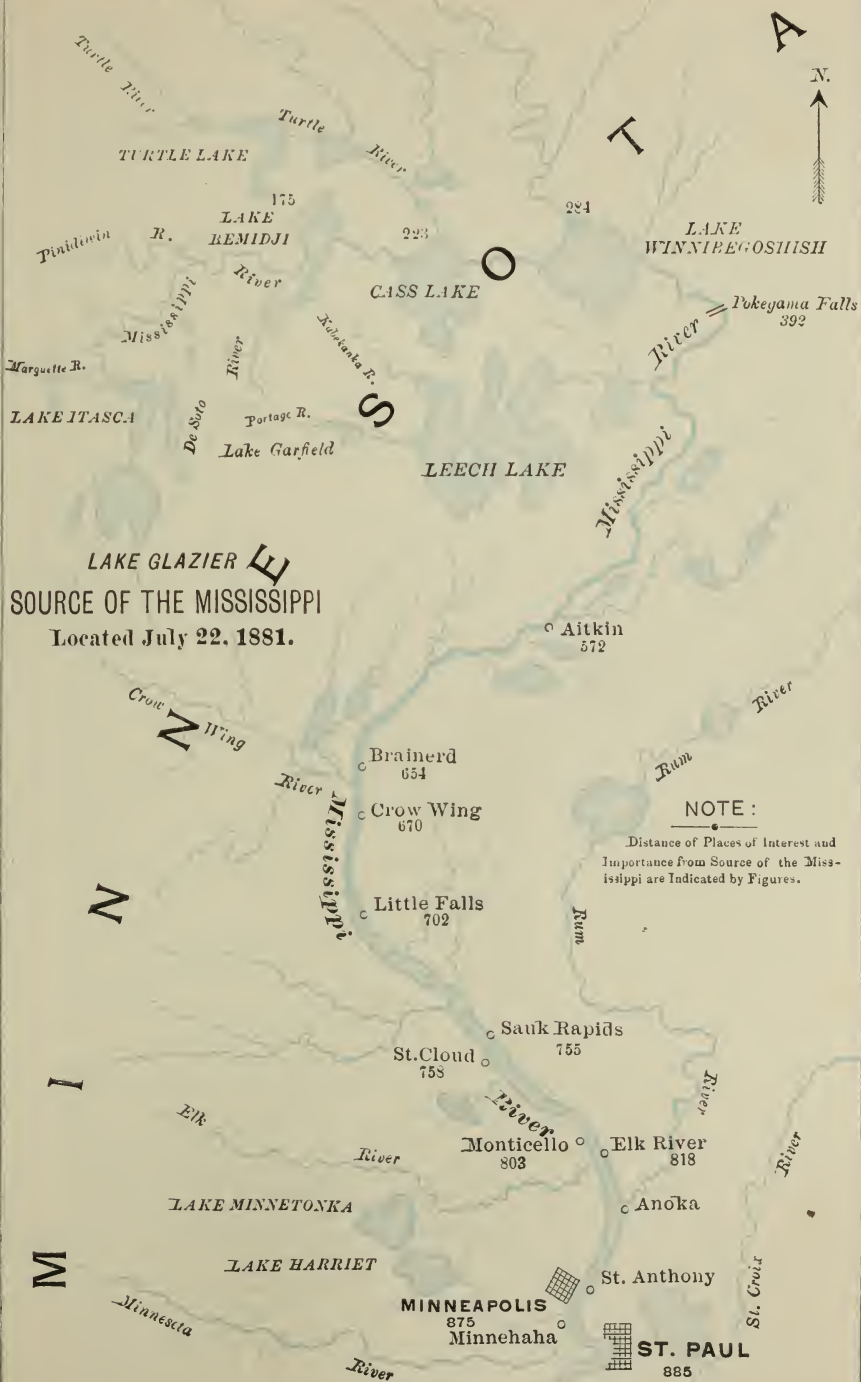 A
N.
Turtle River
Turtle
River
T
TURTLE LAKE
175
LAKE
BEMIDJI
223
284
LAKE
WINNIBEGOSHISH
Pinidiwin R.
River
O
CASS LAKE
Mississippi
Pokegama Falls
392
River
Kabekanka R.
River
Marquette R.
LAKE ITASCA
De Soto
Portage R.
Lake Garfield
S
LEECH LAKE
Mississippi
LAKE GLAZIER
E
SOURCE OF THE MISSISSIPPI
Located July 22, 1881.
Aitkin
572
Crow Wing
River
N
River
Rum
Brainerd
654
Crow Wing
670
Mississippi
NOTE:
Distance of Places of Interest and
Importance from Source of the Miss-
issippi are Indicated by Figures.
Little Falls
702
N
Rum
Sauk Rapids
755
St. Cloud
758
I
River
River
Elk
River
Monticello
803
Elk River
818
River
LAKE MINNETONKA
Anoka
LAKE HARRIET
M
St. Anthony
St. Croix
MINNEAPOLIS
875
Minnehaha
Minnesota
River
ST. PAUL
885